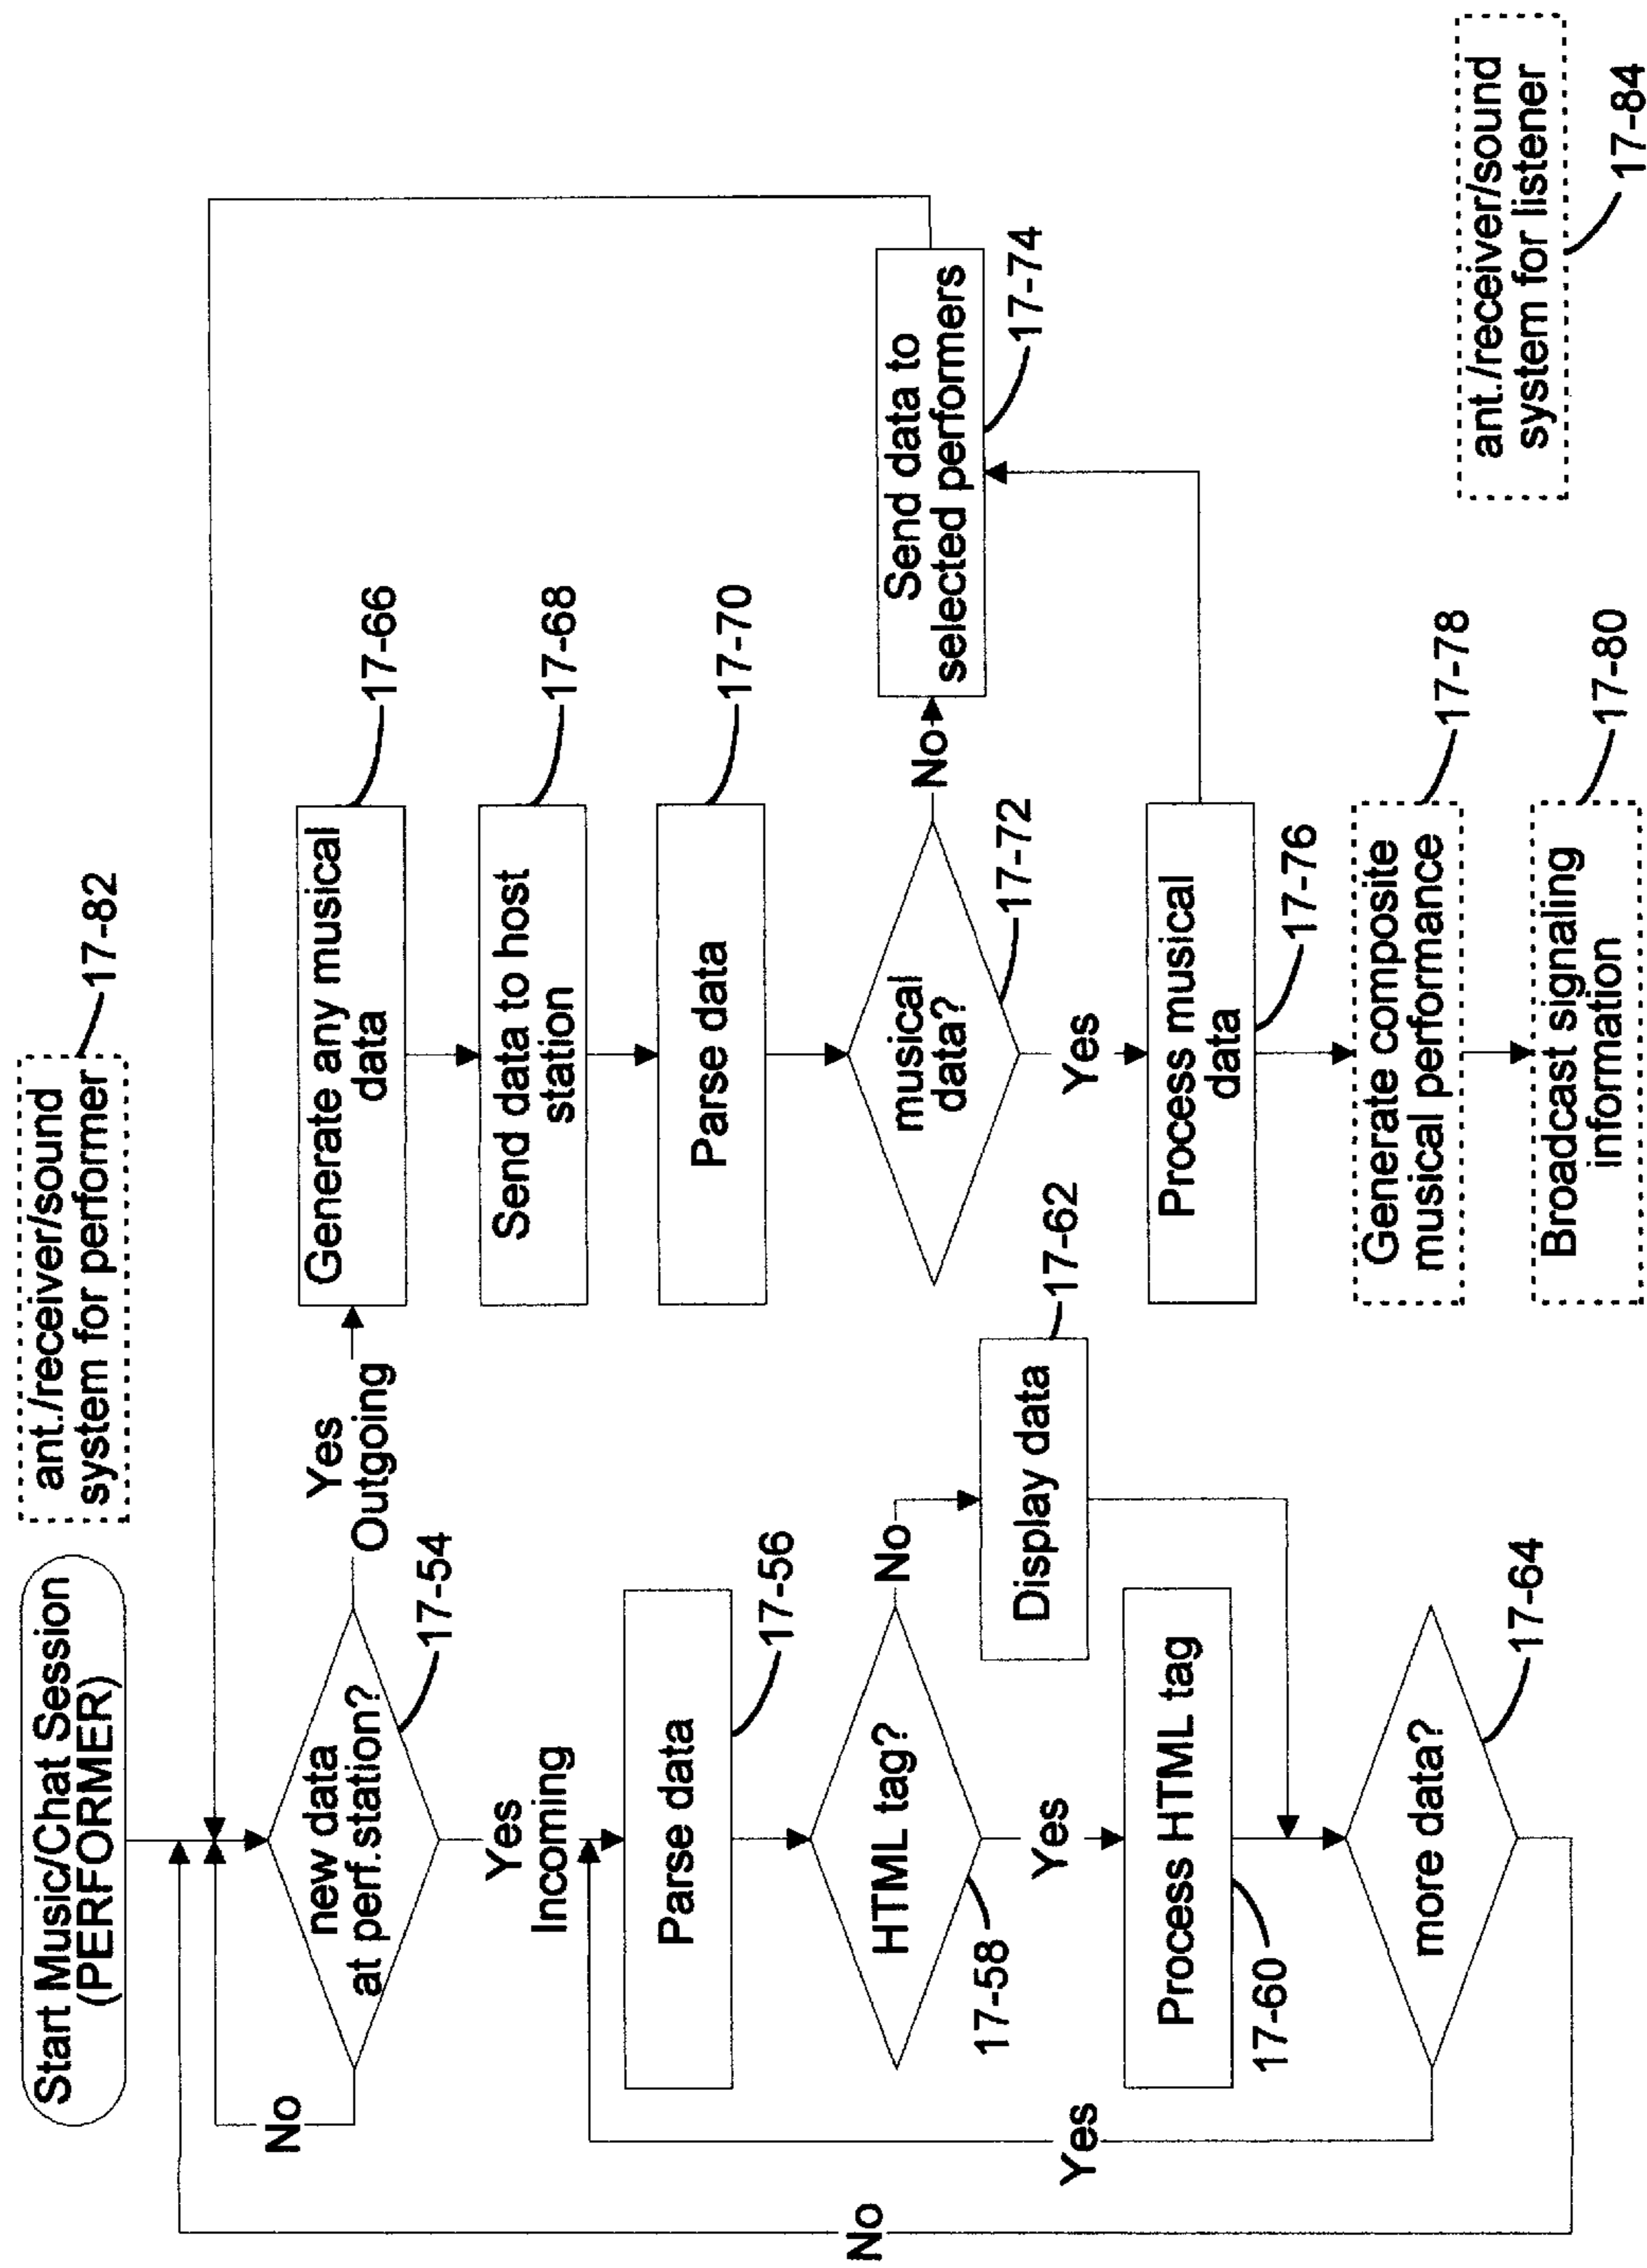 Start Music/Chat Session
(PERFORMER)
ant./receiver/sound
system for performer
17-82
No
new data
at perf.station?
17-54
Yes
Outgoing
Yes
Incoming
Parse data
17-56
HTML tag?
17-58
No
Display data
17-62
Yes
Process HTML tag
17-60
more data?
17-64
Yes
No
Generate any musical
data
17-66
Send data to host
station
17-68
Parse data
17-70
musical
data?
17-72
No
Send data to
selected performers
17-74
Yes
Process musical
data
17-76
Generate composite
musical performance
17-78
Broadcast signaling
information
17-80
ant./receiver/sound
system for listener
17-84